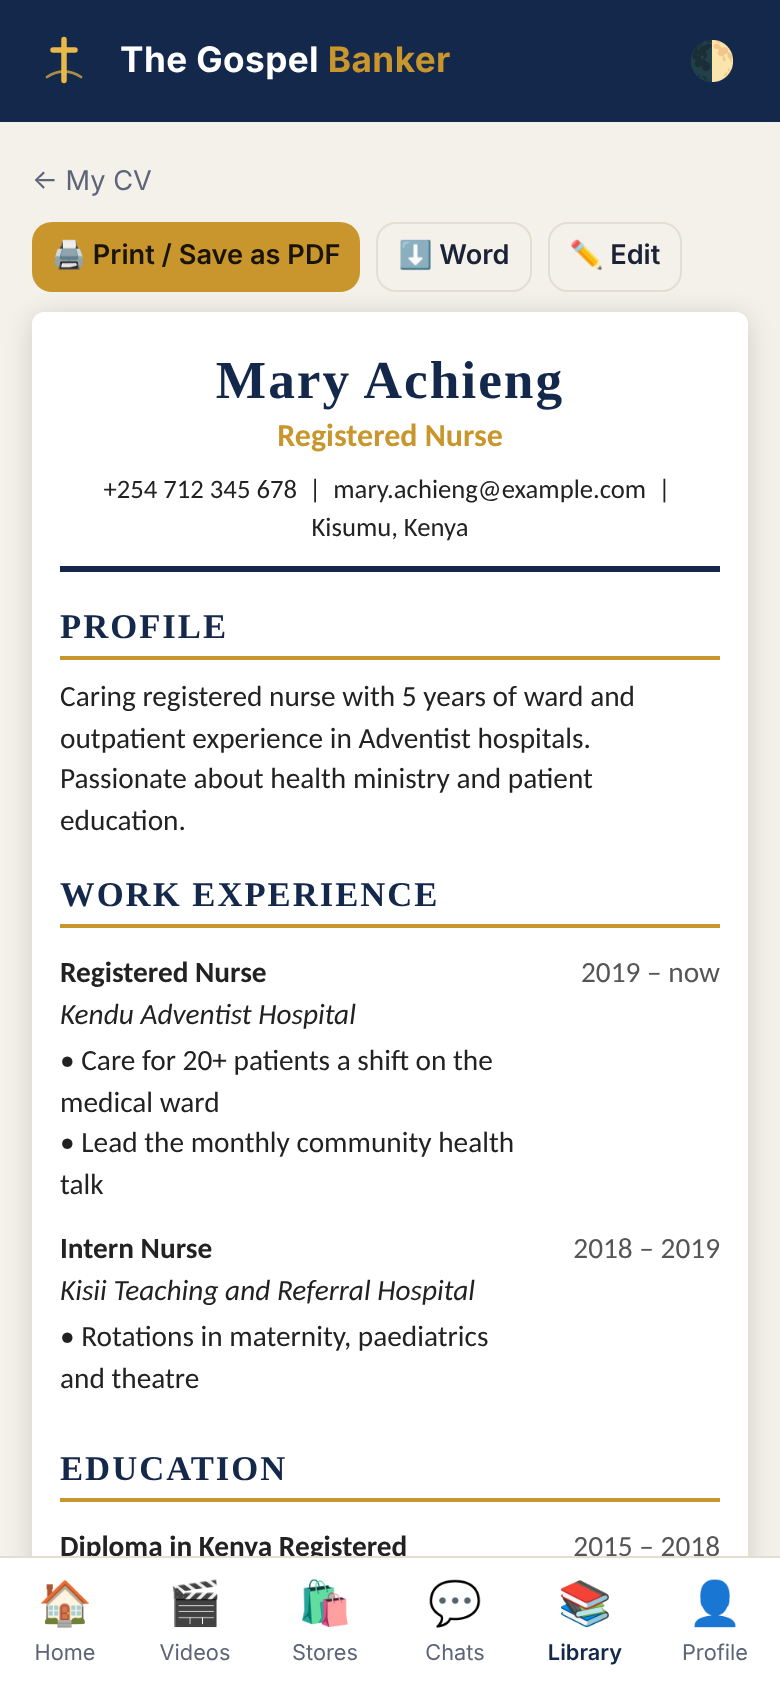 The Gospel Banker
← My CV
Print / Save as PDF
Word
Edit
Mary Achieng
Registered Nurse
+254 712 345 678 | mary.achieng@example.com |
Kisumu, Kenya
PROFILE
Caring registered nurse with 5 years of ward and
outpatient experience in Adventist hospitals.
Passionate about health ministry and patient
education.
WORK EXPERIENCE
Registered Nurse 2019 – now
Kendu Adventist Hospital
• Care for 20+ patients a shift on the
medical ward
• Lead the monthly community health
talk
Intern Nurse 2018 – 2019
Kisii Teaching and Referral Hospital
• Rotations in maternity, paediatrics
and theatre
EDUCATION
Diploma in Kenya Registered 2015 – 2018
Home Videos Stores Chats Library Profile